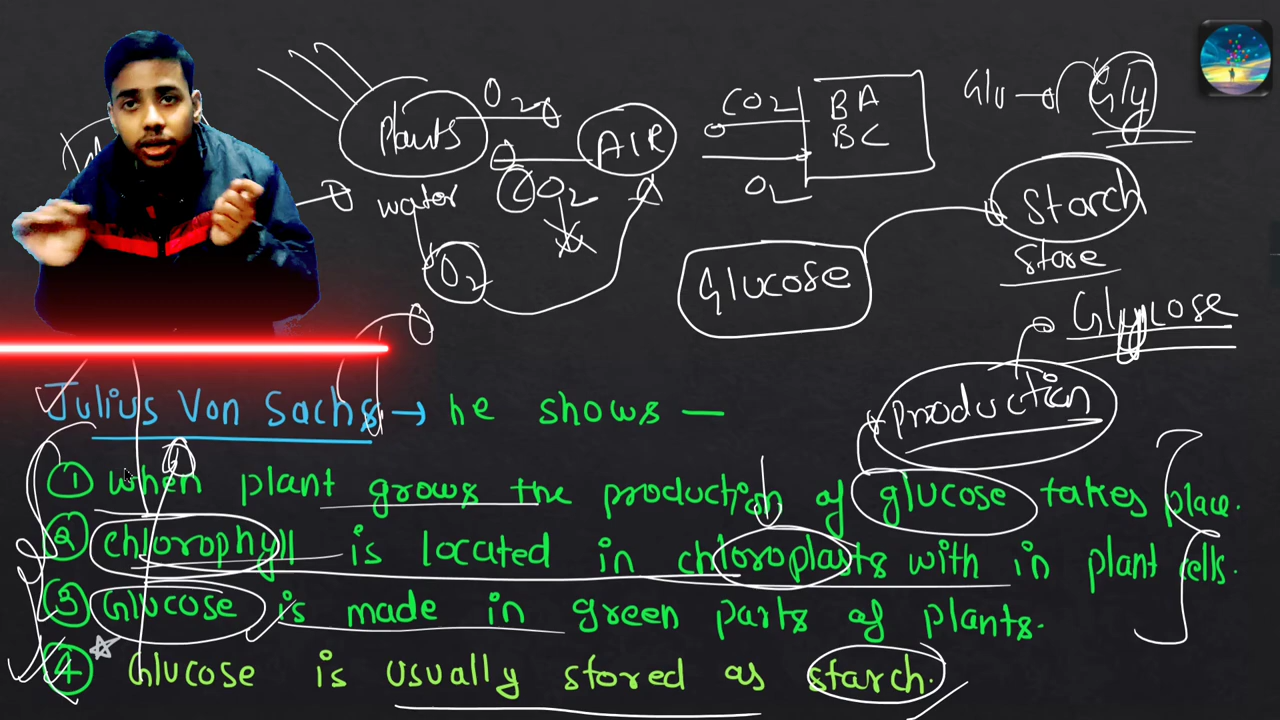 Plants
O2
AIR
CO2
water
O2
CO2
O2
BA
BC
Glu
Gly
Starch
Store
Glucose
Production
Julius Von Sachs → he shows —
① when plant grows the production of glucose takes place.
② chlorophyll is located in chloroplasts with in plant cells.
③ Glucose is made in green parts of plants.
④ Glucose is usually stored as starch.